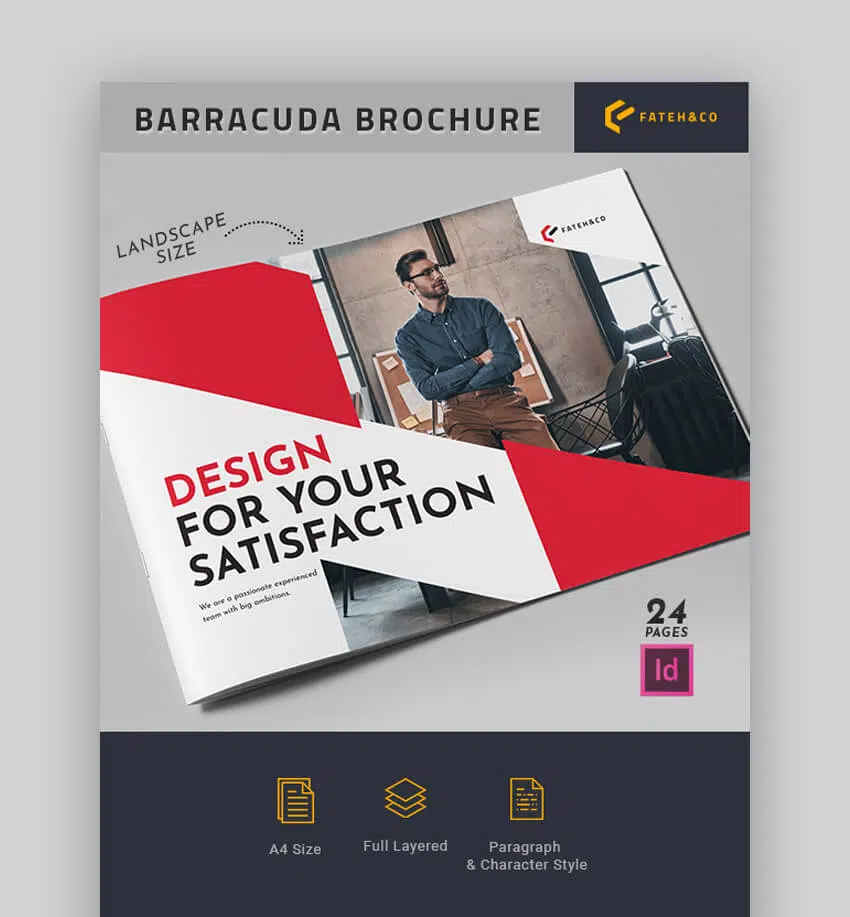 BARRACUDA BROCHURE
FATEH&CO
LANDSCAPE
SIZE
FATEH&CO
DESIGN
FOR YOUR
SATISFACTION
We are a passionate experienced
team with big ambitions.
24
PAGES
Id
A4 Size
Full Layered
Paragraph
& Character Style